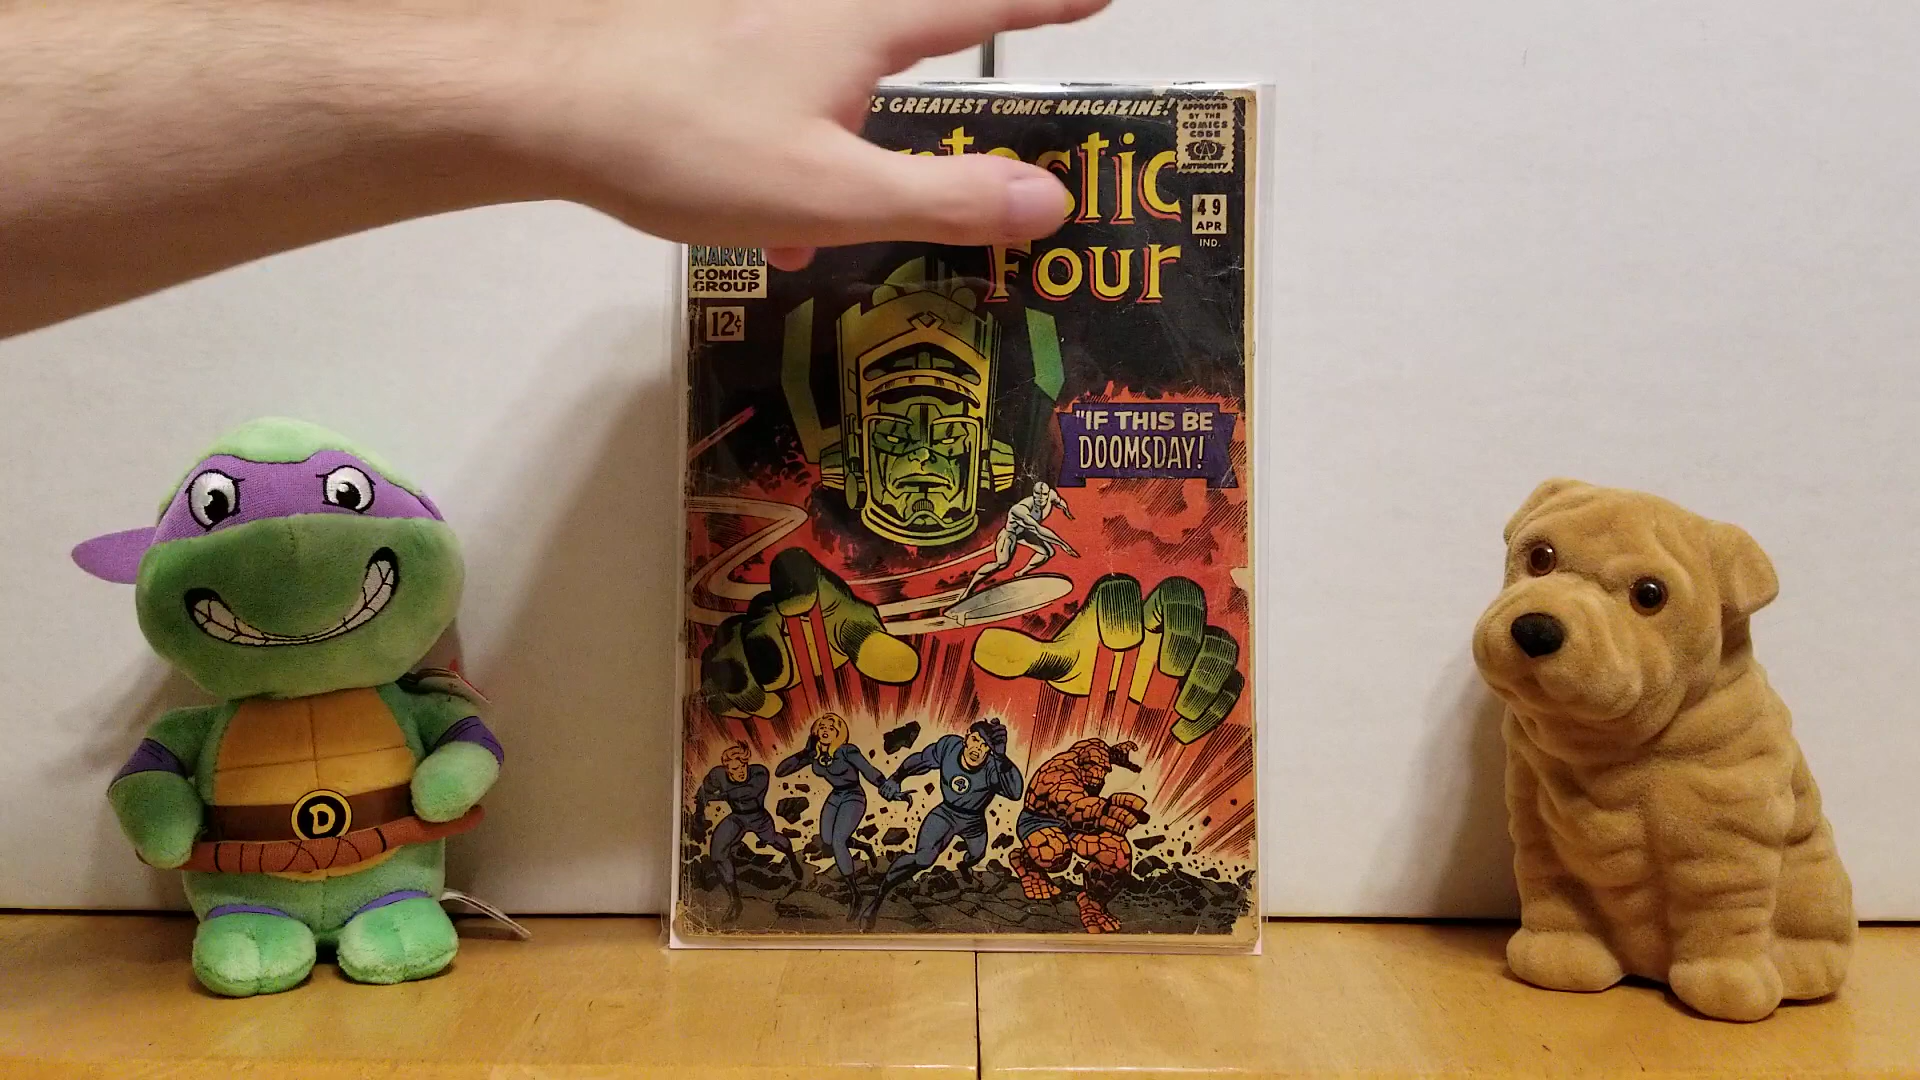 'S GREATEST COMIC MAGAZINE!
APPROVED
BY THE
COMICS
CODE
AUTHORITY
49
APR
IND.
Four
MARVEL
COMICS
GROUP
12¢
"IF THIS BE
DOOMSDAY!"
4
D